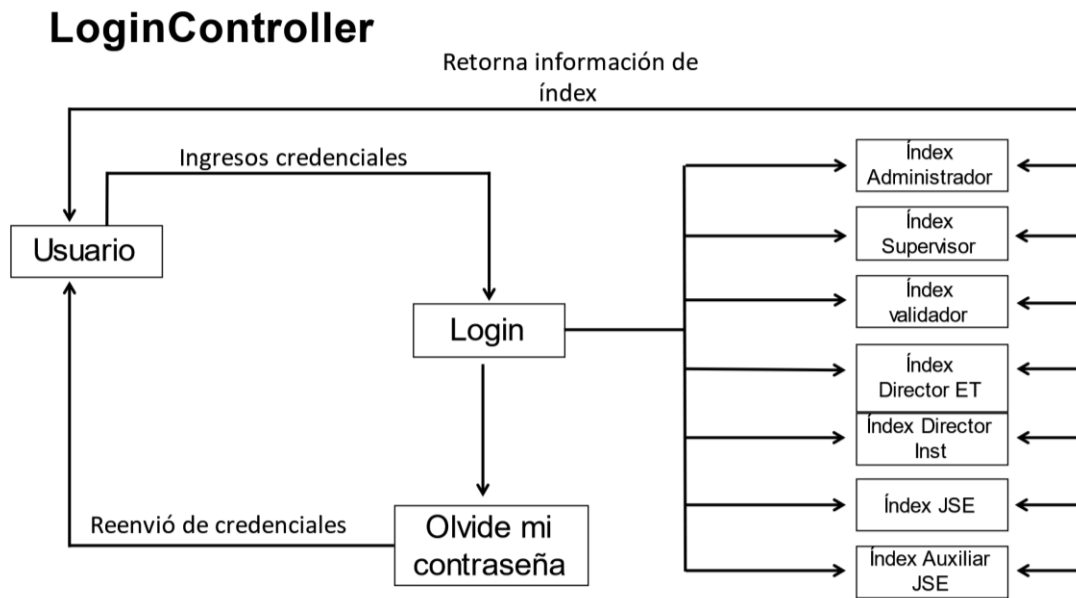 LoginController
Retorna información de
índex
Ingresos credenciales
Usuario
Login
Reenvió de credenciales
Olvide mi
contraseña
Índex
Administrador
Índex
Supervisor
Índex
validador
Índex
Director ET
Índex Director
Inst
Índex JSE
Índex Auxiliar
JSE